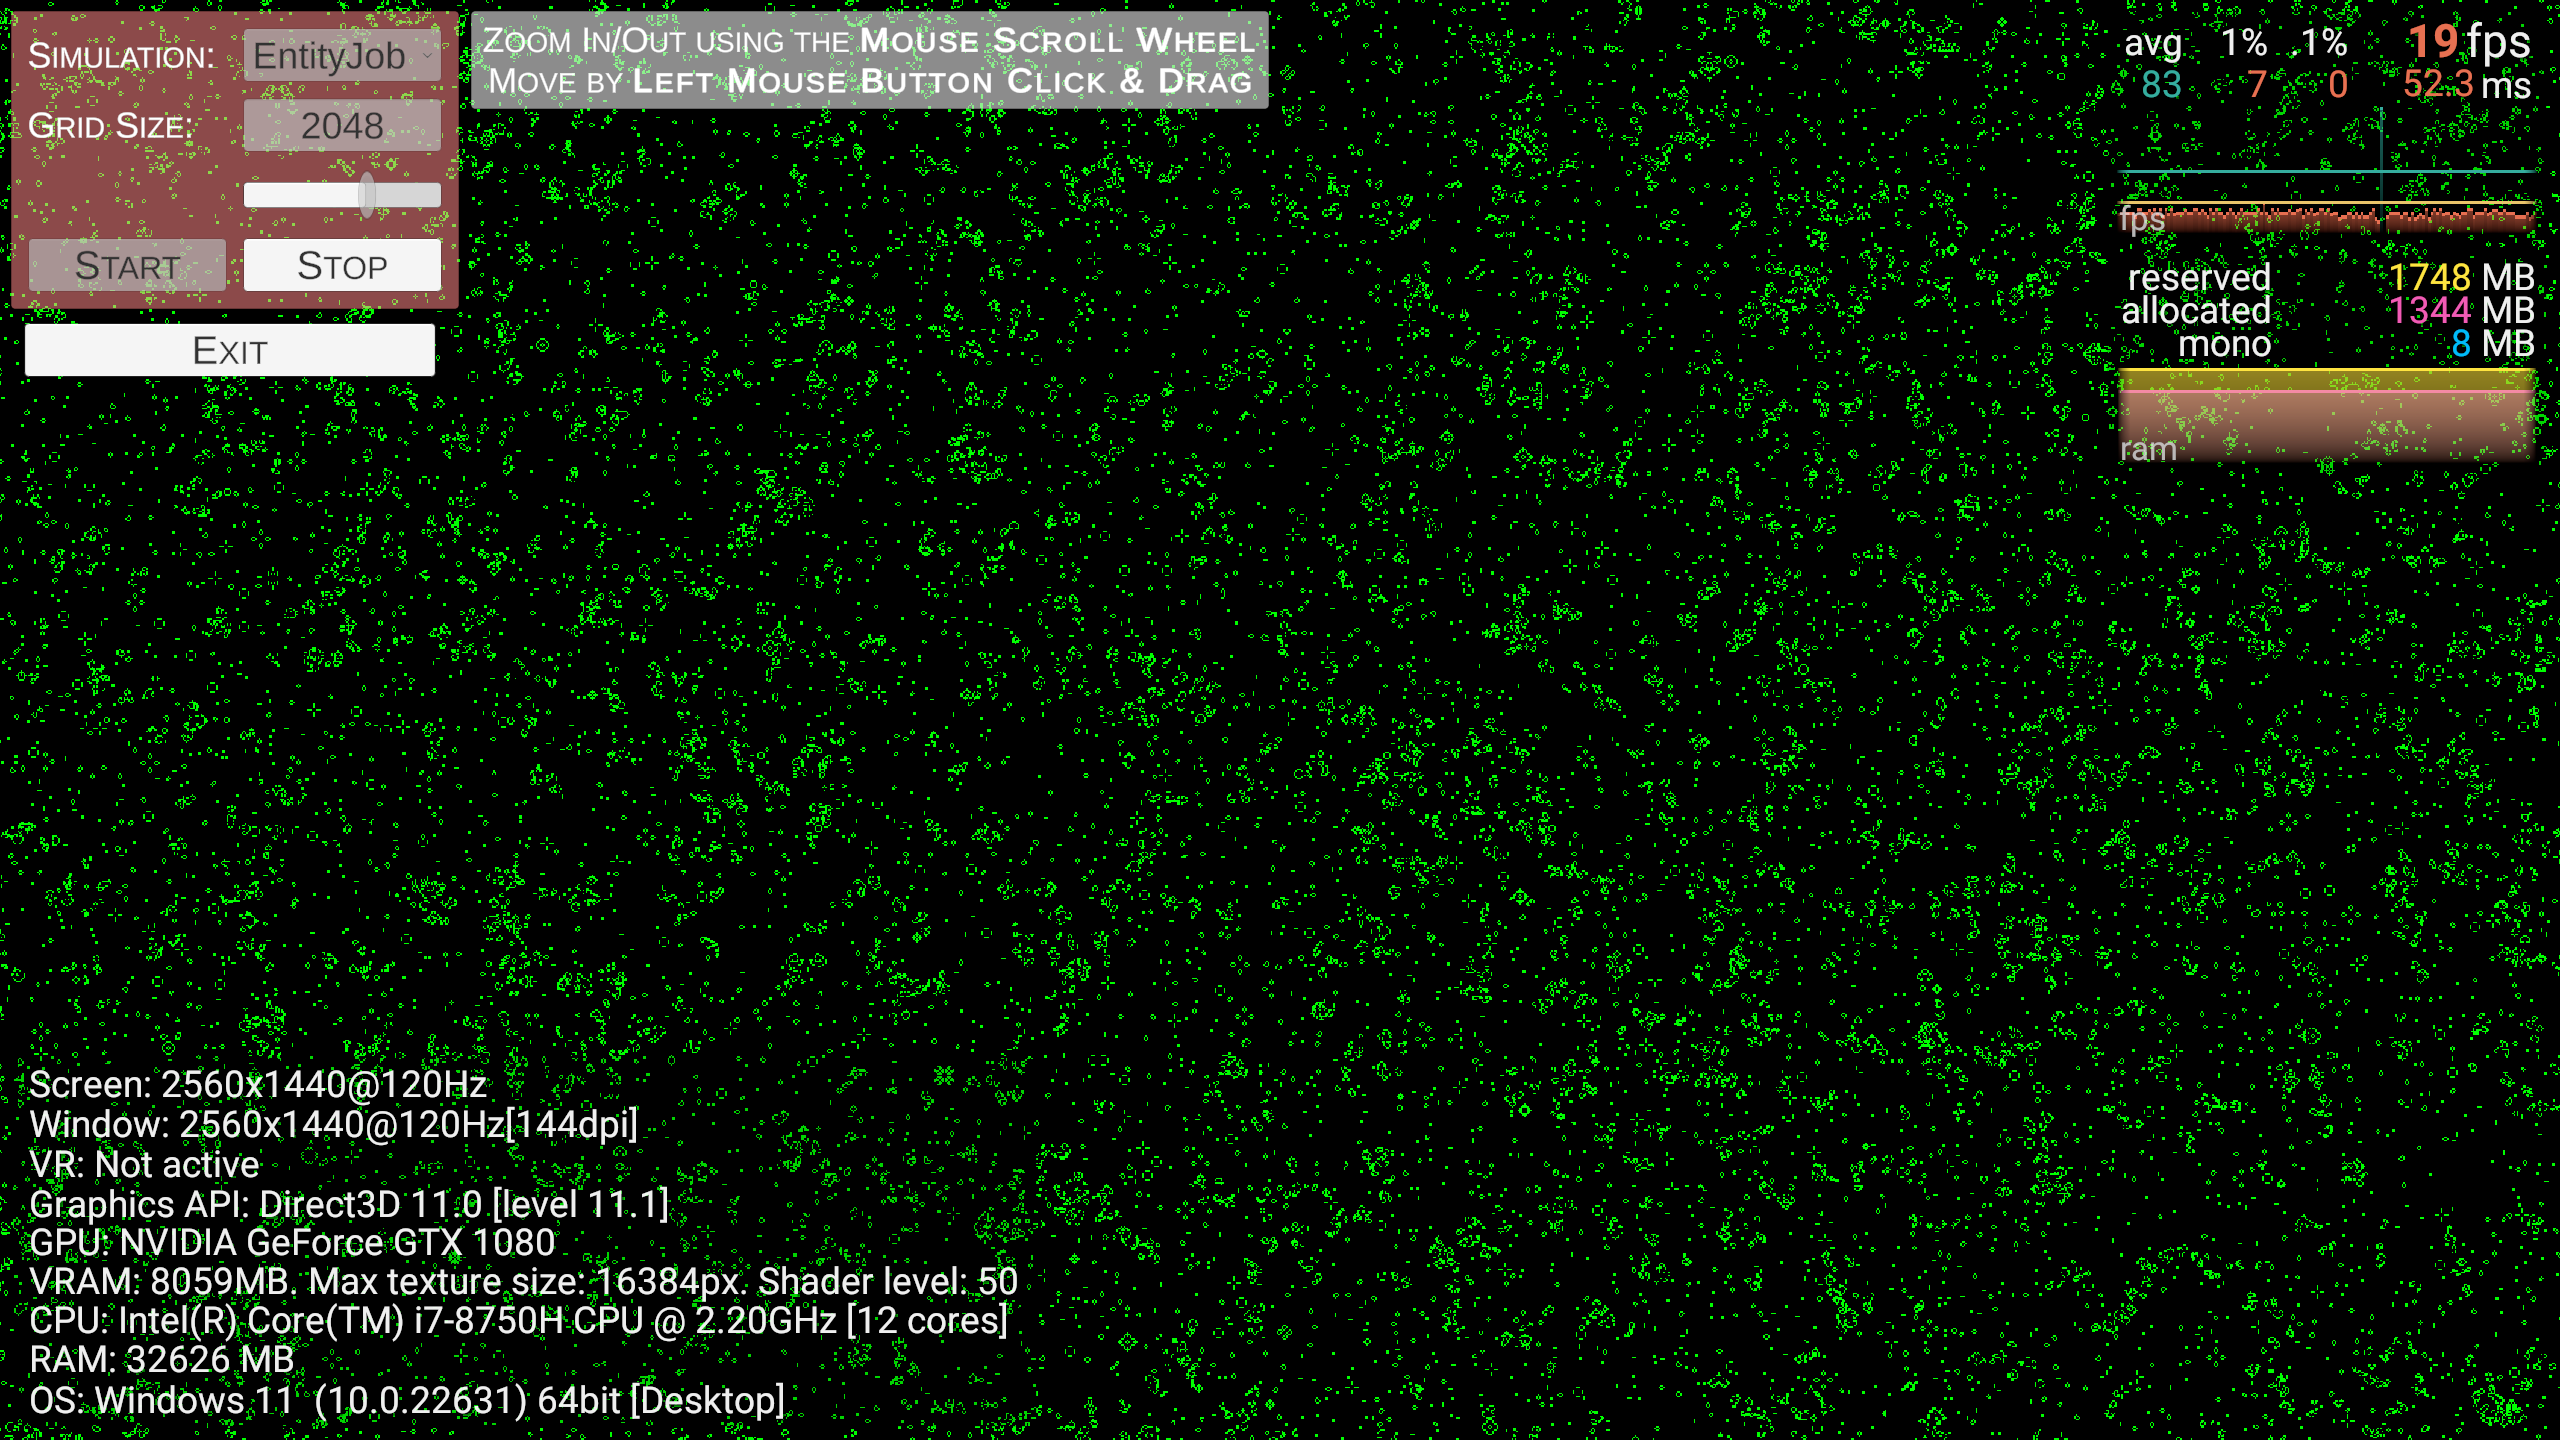 SIMULATION: EntityJob
GRID SIZE: 2048
START STOP
EXIT
ZOOM IN/OUT USING THE MOUSE SCROLL WHEEL
MOVE BY LEFT MOUSE BUTTON CLICK & DRAG
avg 1% .1% 19 fps
83 7 0 52.3 ms
fps
reserved 1748 MB
allocated 1344 MB
mono 8 MB
ram
Screen: 2560x1440@120Hz
Window: 2560x1440@120Hz[144dpi]
VR: Not active
Graphics API: Direct3D 11.0 [level 11.1]
GPU: NVIDIA GeForce GTX 1080
VRAM: 8059MB. Max texture size: 16384px. Shader level: 50
CPU: Intel(R) Core(TM) i7-8750H CPU @ 2.20GHz [12 cores]
RAM: 32626 MB
OS: Windows 11 (10.0.22631) 64bit [Desktop]